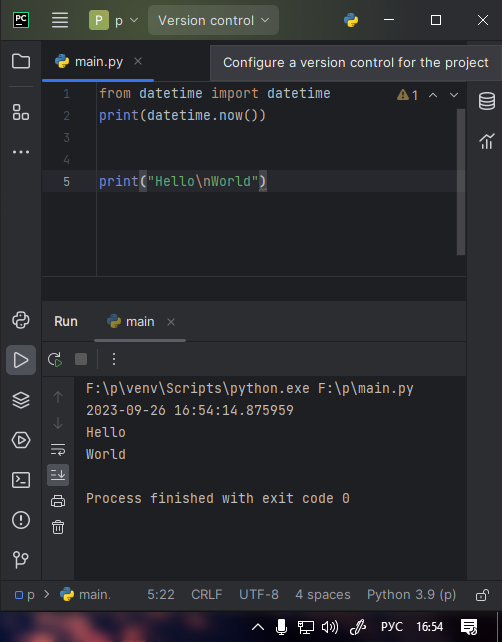 PC P p Version control
main.py Configure a version control for the project
1 from datetime import datetime 1
2 print(datetime.now())
3
4
5 print("Hello\nWorld")
Run main
F:\p\venv\Scripts\python.exe F:\p\main.py
2023-09-26 16:54:14.875959
Hello
World
Process finished with exit code 0
p > main. 5:22 CRLF UTF-8 4 spaces Python 3.9 (p)
РУС 16:54